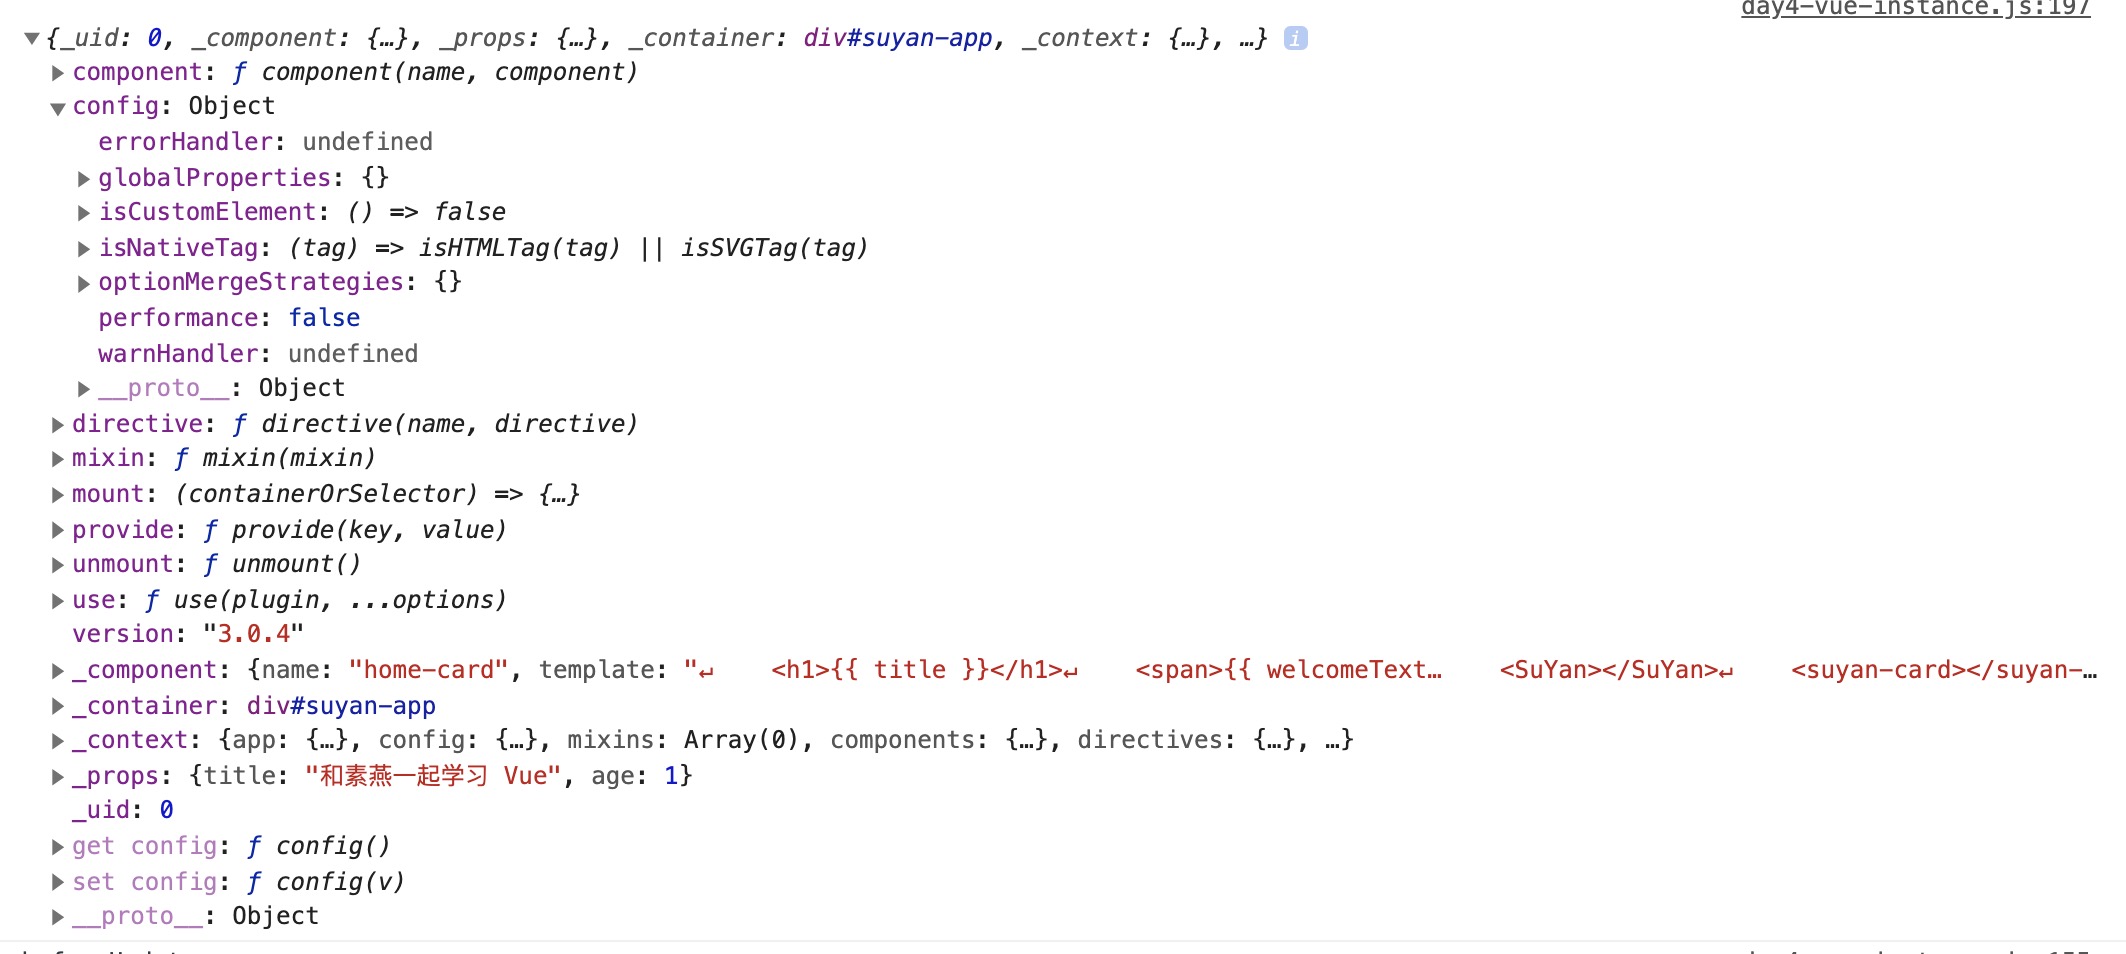 day4-vue-instance.js:197
▼{_uid: 0, _component: {…}, _props: {…}, _container: div#suyan-app, _context: {…}, …} i
▶component: ƒ component(name, component)
▼config: Object
errorHandler: undefined
▶globalProperties: {}
▶isCustomElement: () => false
▶isNativeTag: (tag) => isHTMLTag(tag) || isSVGTag(tag)
▶optionMergeStrategies: {}
performance: false
warnHandler: undefined
▶__proto__: Object
▶directive: ƒ directive(name, directive)
▶mixin: ƒ mixin(mixin)
▶mount: (containerOrSelector) => {…}
▶provide: ƒ provide(key, value)
▶unmount: ƒ unmount()
▶use: ƒ use(plugin, ...options)
version: "3.0.4"
▶_component: {name: "home-card", template: "↵    <h1>{{ title }}</h1>↵    <span>{{ welcomeText…    <SuYan></SuYan>↵    <suyan-card></suyan-…
▶_container: div#suyan-app
▶_context: {app: {…}, config: {…}, mixins: Array(0), components: {…}, directives: {…}, …}
▶_props: {title: "和素燕一起学习 Vue", age: 1}
_uid: 0
▶get config: ƒ config()
▶set config: ƒ config(v)
▶__proto__: Object